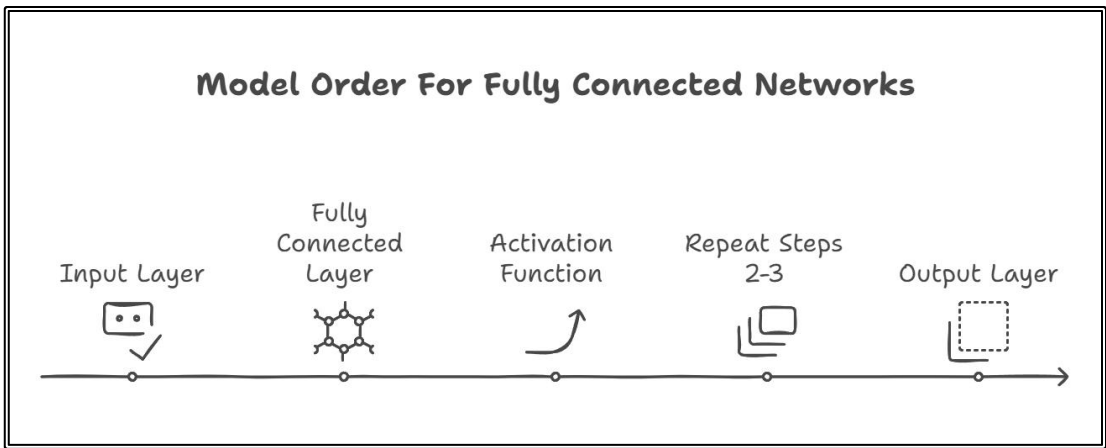 Model Order For Fully Connected Networks
Input Layer
Fully
Connected
Layer
Activation
Function
Repeat Steps
2-3
Output Layer